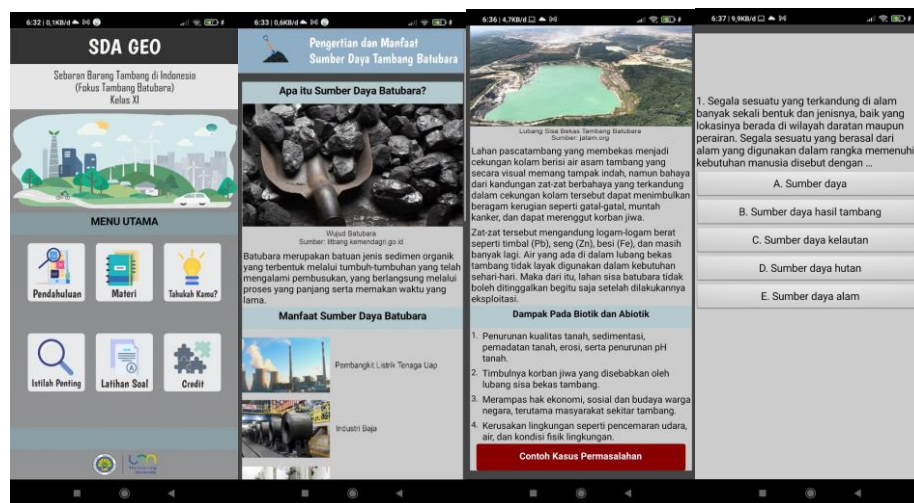 6:32 | 0,1KB/d
SDA GEO
Sebaran Barang Tambang di Indonesia
(Fokus Tambang Batubara)
Kelas XI
MENU UTAMA
Pendahuluan
Materi
Tahukah Kamu?
Istilah Penting
Latihan Soal
Credit
6:33 | 0,6KB/d
Pengertian dan Manfaat
Sumber Daya Tambang Batubara
Apa itu Sumber Daya Batubara?
Wujud Batubara
Sumber: litbang.kemendagri.go.id
Batubara merupakan batuan jenis sedimen organik
yang terbentuk melalui tumbuh-tumbuhan yang telah
mengalami pembusukan, yang berlangsung melalui
proses yang panjang serta memakan waktu yang
lama.
Manfaat Sumber Daya Batubara
Pembangkit Listrik Tenaga Uap
Industri Baja
6:36 | 4,7KB/d
Lubang Sisa Bekas Tambang Batubara
Sumber: jatam.org
Lahan pascatambang yang membekas menjadi
cekungan kolam berisi air asam tambang yang
secara visual memang tampak indah, namun bahaya
dari kandungan zat-zat berbahaya yang terkandung
dalam cekungan kolam tersebut dapat menimbulkan
beragam kerugian seperti gatal-gatal, muntah
kanker, dan dapat merenggut korban jiwa.
Zat-zat tersebut mengandung logam-logam berat
seperti timbal (Pb), seng (Zn), besi (Fe), dan masih
banyak lagi. Air yang ada di dalam lubang bekas
tambang tidak layak digunakan dalam kebutuhan
sehari-hari. Maka dari itu, lahan sisa batubara tidak
boleh ditinggalkan begitu saja setelah dilakukannya
eksploitasi.
Dampak Pada Biotik dan Abiotik
1. Penurunan kualitas tanah, sedimentasi,
pemadatan tanah, erosi, serta penurunan pH
tanah.
2. Timbulnya korban jiwa yang disebabkan oleh
lubang sisa bekas tambang.
3. Merampas hak ekonomi, sosial dan budaya warga
negara, terutama masyarakat sekitar tambang.
4. Kerusakan lingkungan seperti pencemaran udara,
air, dan kondisi fisik lingkungan.
Contoh Kasus Permasalahan
6:37 | 9,9KB/d
1. Segala sesuatu yang terkandung di alam
banyak sekali bentuk dan jenisnya, baik yang
lokasinya berada di wilayah daratan maupun
perairan. Segala sesuatu yang berasal dari
alam yang digunakan dalam rangka memenuhi
kebutuhan manusia disebut dengan ...
A. Sumber daya
B. Sumber daya hasil tambang
C. Sumber daya kelautan
D. Sumber daya hutan
E. Sumber daya alam